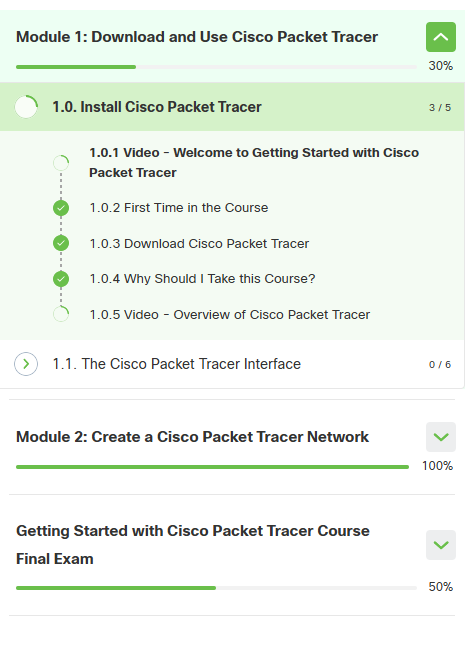 Module 1: Download and Use Cisco Packet Tracer
30%
1.0. Install Cisco Packet Tracer
3 / 5
1.0.1 Video - Welcome to Getting Started with Cisco
Packet Tracer
1.0.2 First Time in the Course
1.0.3 Download Cisco Packet Tracer
1.0.4 Why Should I Take this Course?
1.0.5 Video - Overview of Cisco Packet Tracer
1.1. The Cisco Packet Tracer Interface
0 / 6
Module 2: Create a Cisco Packet Tracer Network
100%
Getting Started with Cisco Packet Tracer Course
Final Exam
50%